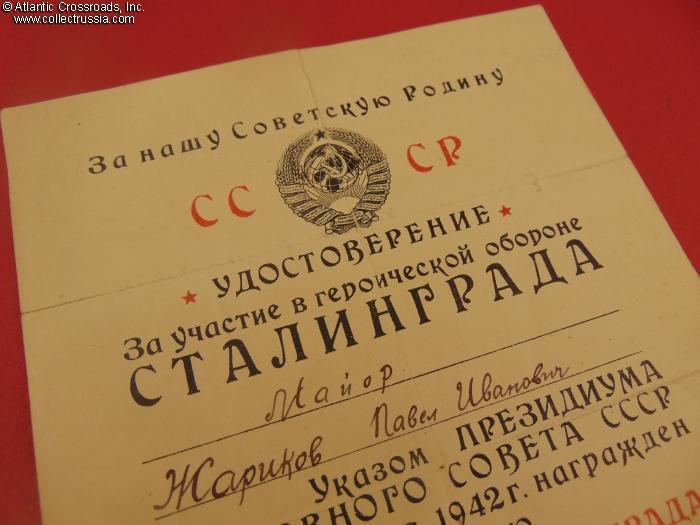 © Atlantic Crossroads, Inc.
www.collectrussia.com
За нашу Советскую Родину
СС СР
УДОСТОВЕРЕНИЕ
За участие в героической обороне
СТАЛИНГРАДА
Майор
Жариков Павел Иванович
Указом ПРЕЗИДИУМА
ОВНОГО СОВЕТА СССР
1942 г. награжден